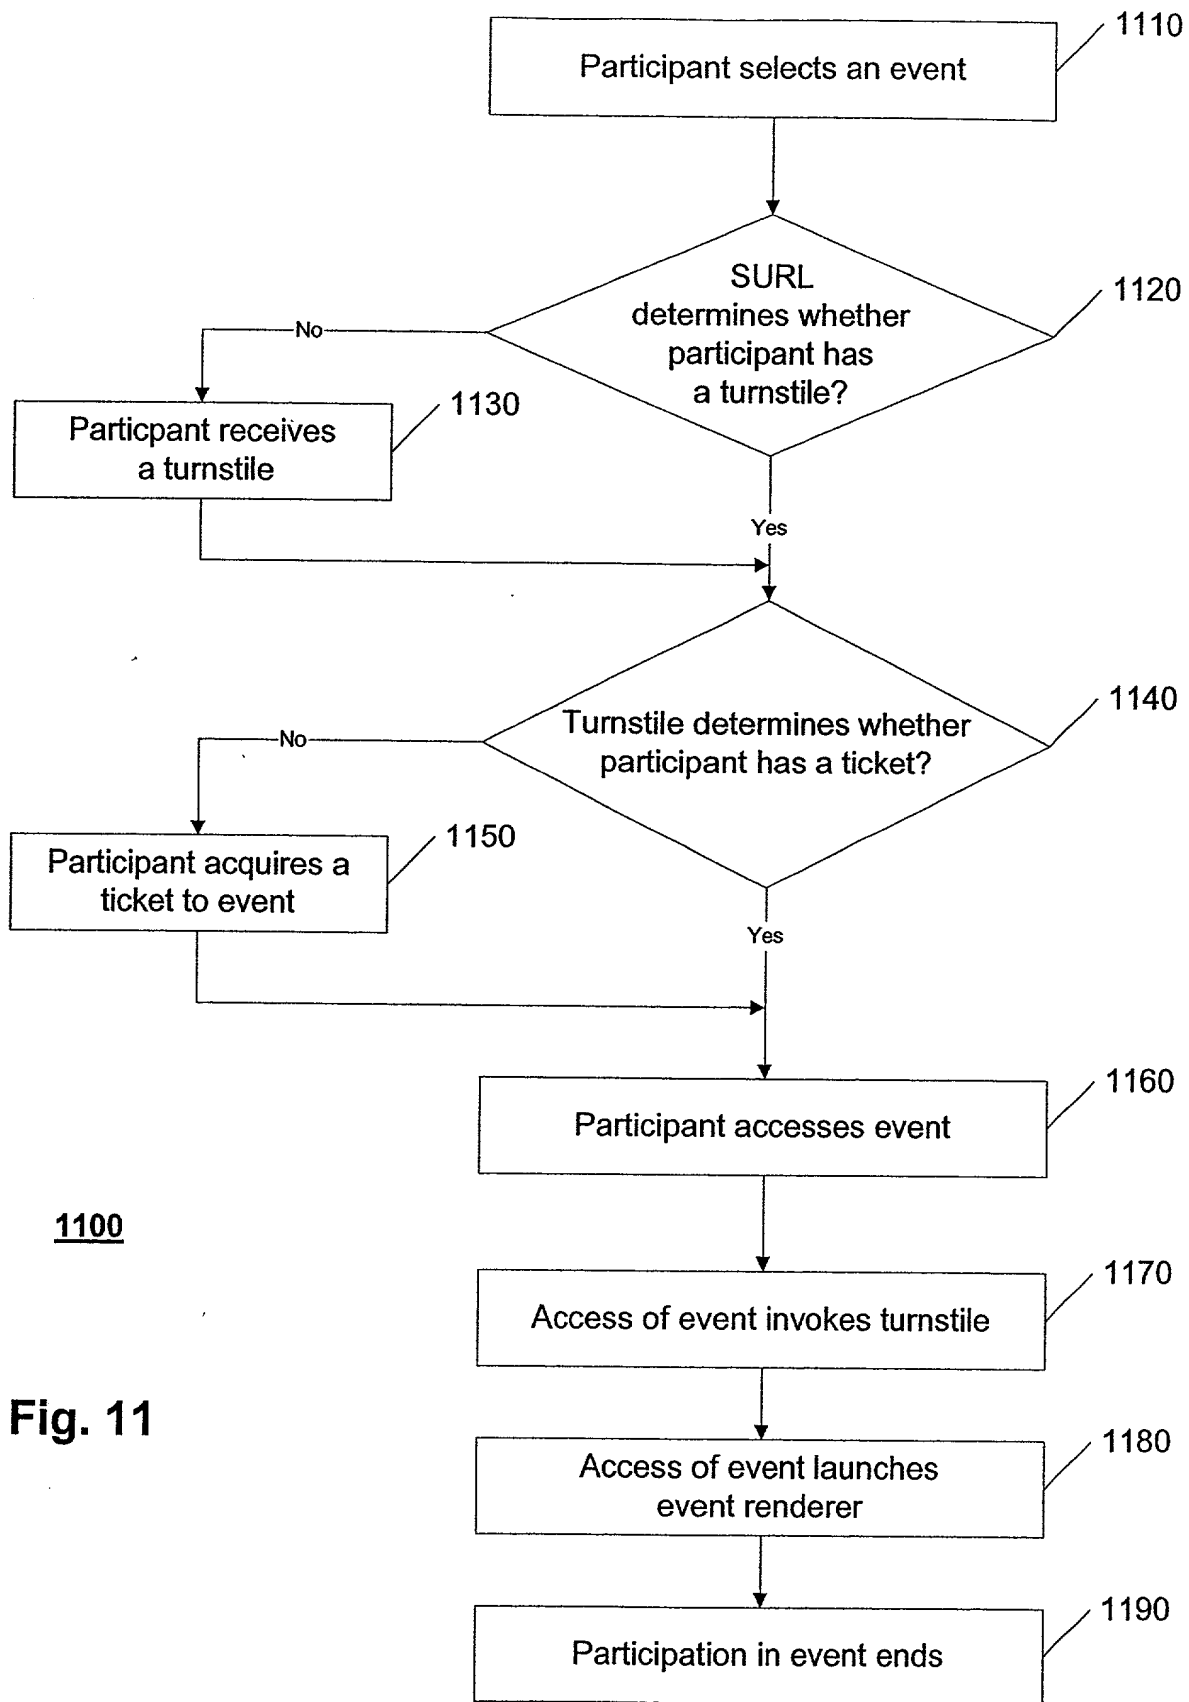 1110
Participant selects an event
SURL
determines whether
participant has
a turnstile?
1120
No
1130
Particpant receives
a turnstile
Yes
Turnstile determines whether
participant has a ticket?
1140
No
1150
Participant acquires a
ticket to event
Yes
1160
Participant accesses event
1100
1170
Access of event invokes turnstile
Fig. 11
1180
Access of event launches
event renderer
1190
Participation in event ends